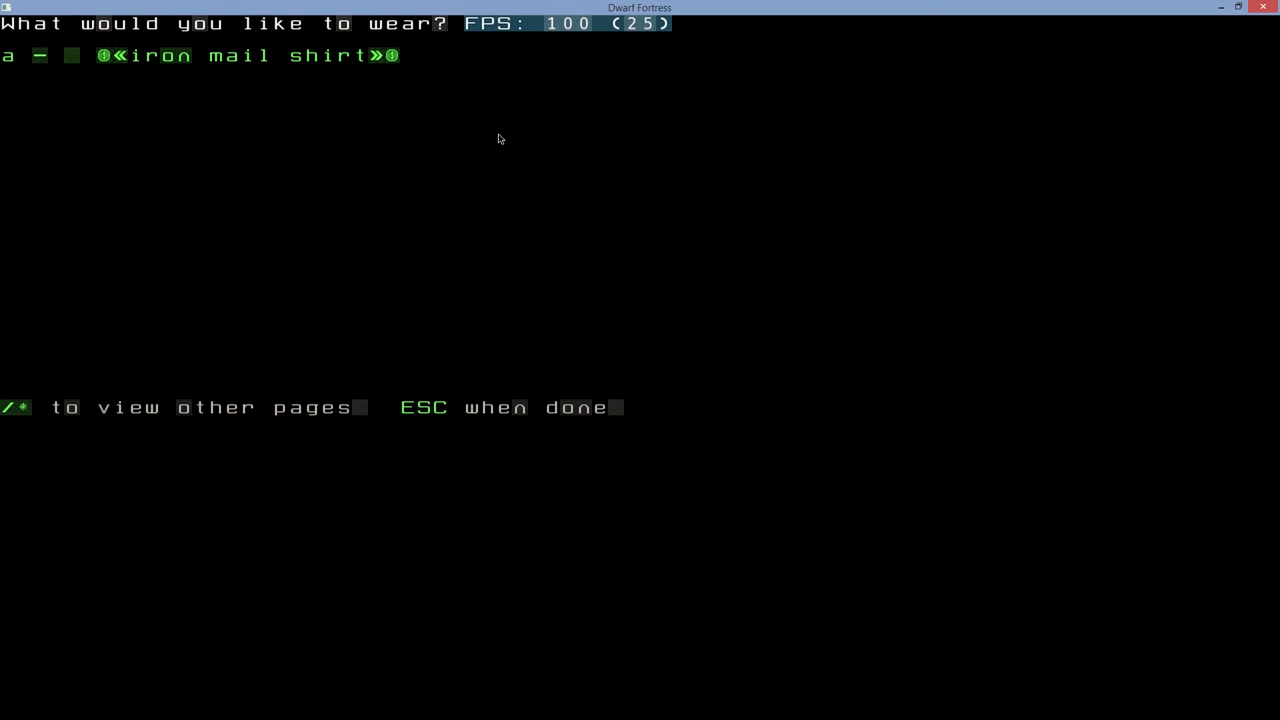 Dwarf Fortress
What would you like to wear? FPS: 100 (25)
a - ☼«iron mail shirt»☼
/* to view other pages ESC when done